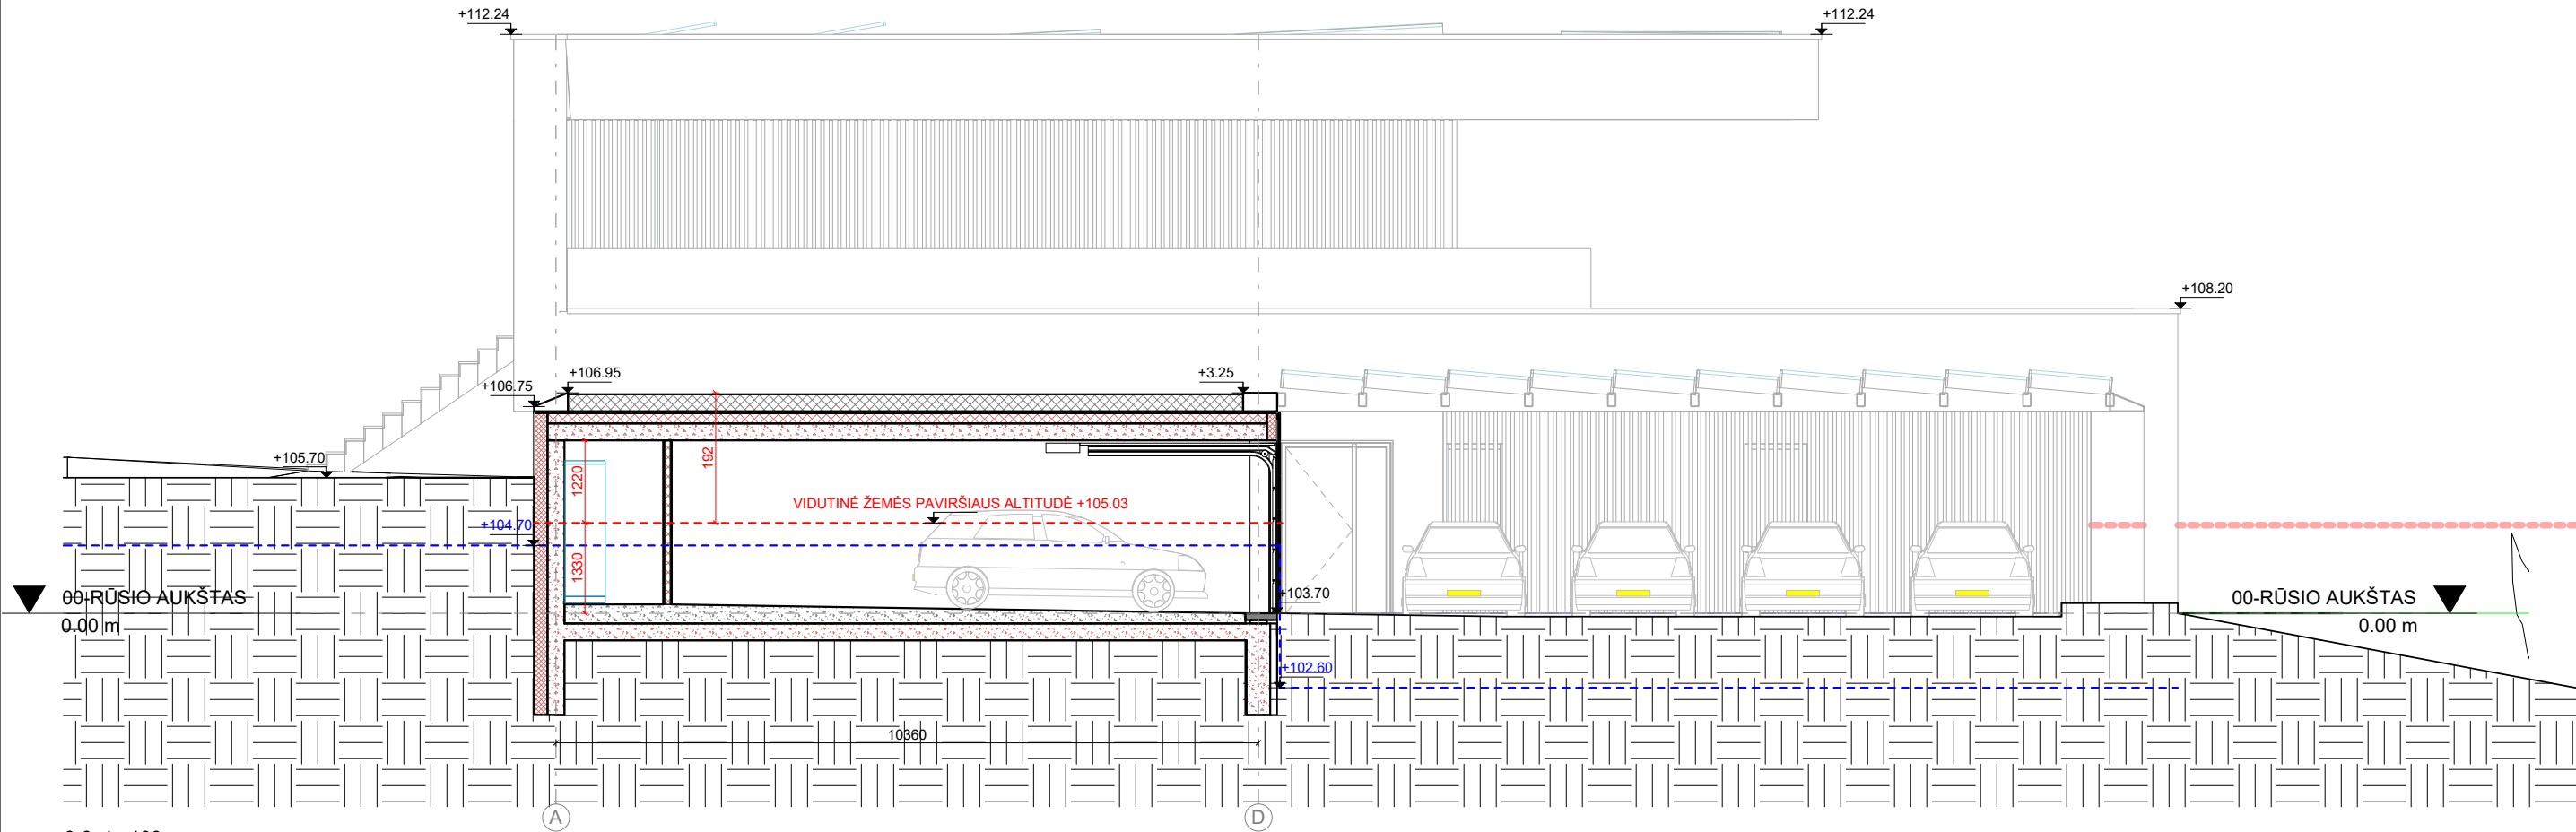 +112.24
+112.24
+108.20
+106.95
+3.25
+106.75
192
+105.70
1220
VIDUTINĖ ŽEMĖS PAVIRŠIAUS ALTITUDĖ +105.03
+104.70
1330
00-RŪSIO AUKŠTAS
0.00 m
+103.70
00-RŪSIO AUKŠTAS
0.00 m
+102.60
10360
A
D